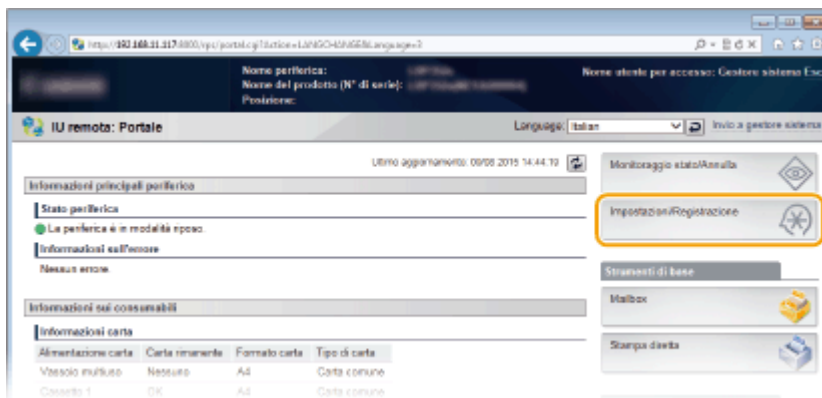 http://192.168.11.117:8000/rps/portal.cgi?Action=LANGCHANGE&Language=3
Nome periferica:
Nome del prodotto (N° di serie):
Posizione:
Nome utente per accesso: Gestore sistema Esc
IU remota: Portale
Language: Italian
Invio a gestore sistema
Ultimo aggiornamento: 09/08 2015 14:44:19
Informazioni principali periferica
Stato periferica
La periferica è in modalità riposo.
Informazioni sull'errore
Nessun errore.
Informazioni sui consumabili
Informazioni carta
Alimentazione carta Carta rimanente Formato carta Tipo di carta
Vassoio multiuso Nessuno A4 Carta comune
Cassetto 1 OK A4 Carta comune
Monitoraggio stato/Annulla
Impostazioni/Registrazione
Strumenti di base
Mailbox
Stampa diretta